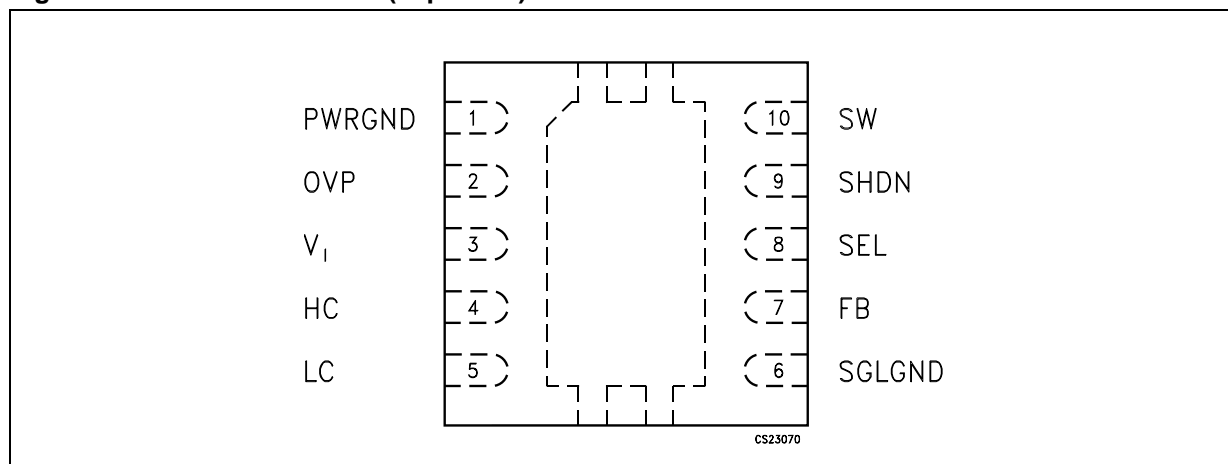 PWRGND 1 10 SW
OVP 2 9 SHDN
VI 3 8 SEL
HC 4 7 FB
LC 5 6 SGLGND
CS23070